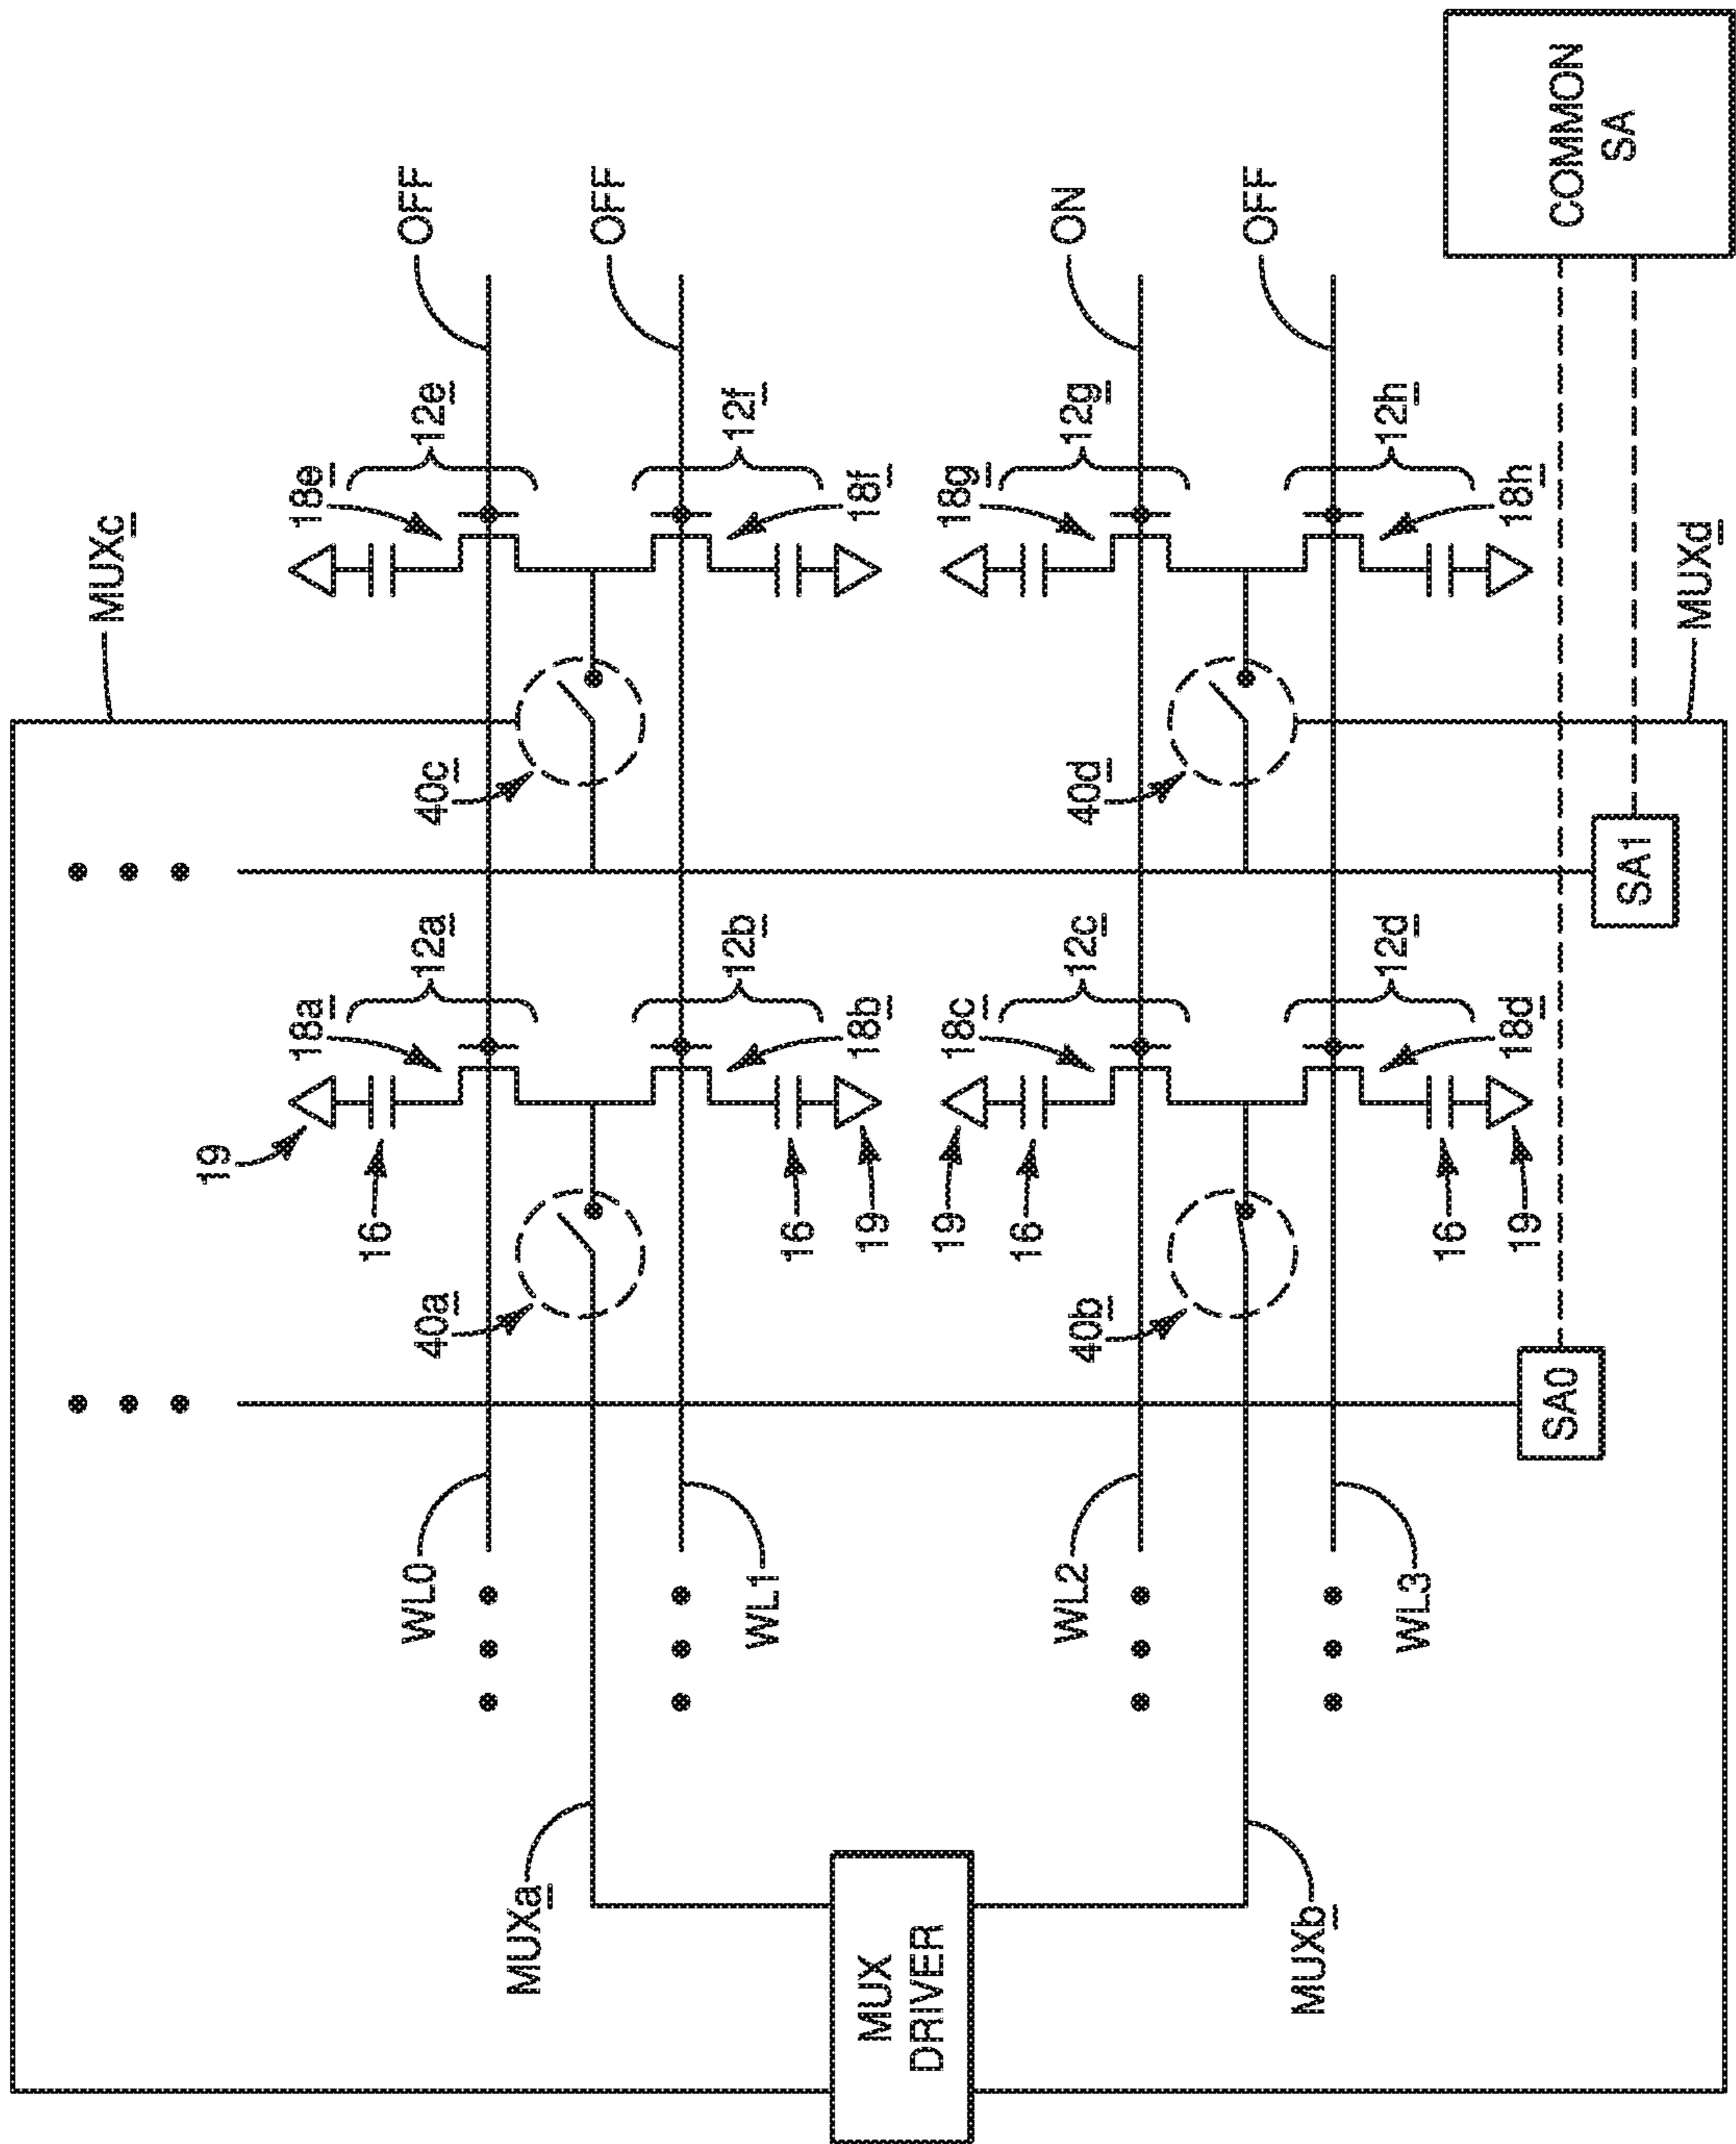 MUXc
19
18a
18e
16
WL0
40a
12a
40c
12e
OFF
MUXa
OFF
WL1
12b
12f
16
19
18b
18f
MUX
DRIVER
19
18c
18g
16
WL2
40b
12c
40d
12g
ON
OFF
MUXb
WL3
12d
12h
16
19
18d
18h
SA0
COMMON
SA
SA1
MUXd